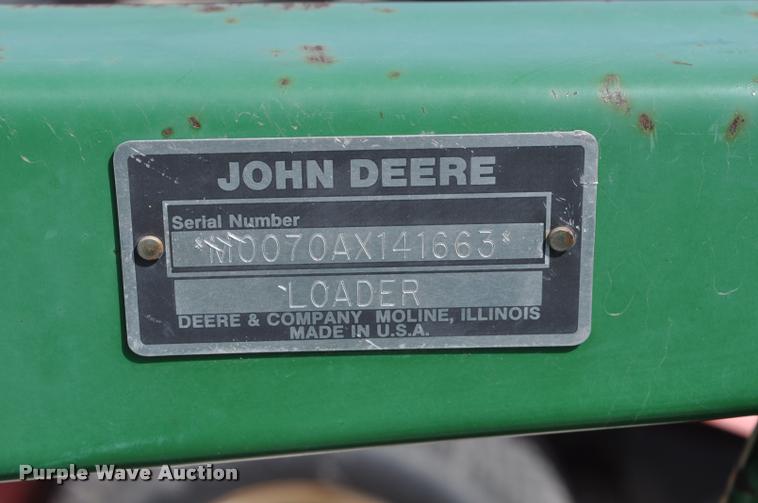 JOHN DEERE
Serial Number
*M0070AX141663*
LOADER
DEERE & COMPANY MOLINE, ILLINOIS
MADE IN U.S.A.
Purple Wave Auction